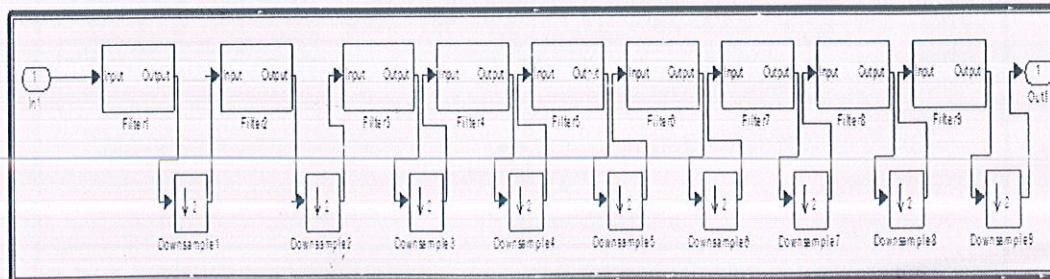 1
In1
Input Output
Filter1
Input Output
Filter2
Input Output
Filter3
Input Output
Filter4
Input Output
Filter5
Input Output
Filter6
Input Output
Filter7
Input Output
Filter8
Input Output
Filter9
1
Out1
2
Downsample1
2
Downsample2
2
Downsample3
2
Downsample4
2
Downsample5
2
Downsample6
2
Downsample7
2
Downsample8
2
Downsample9